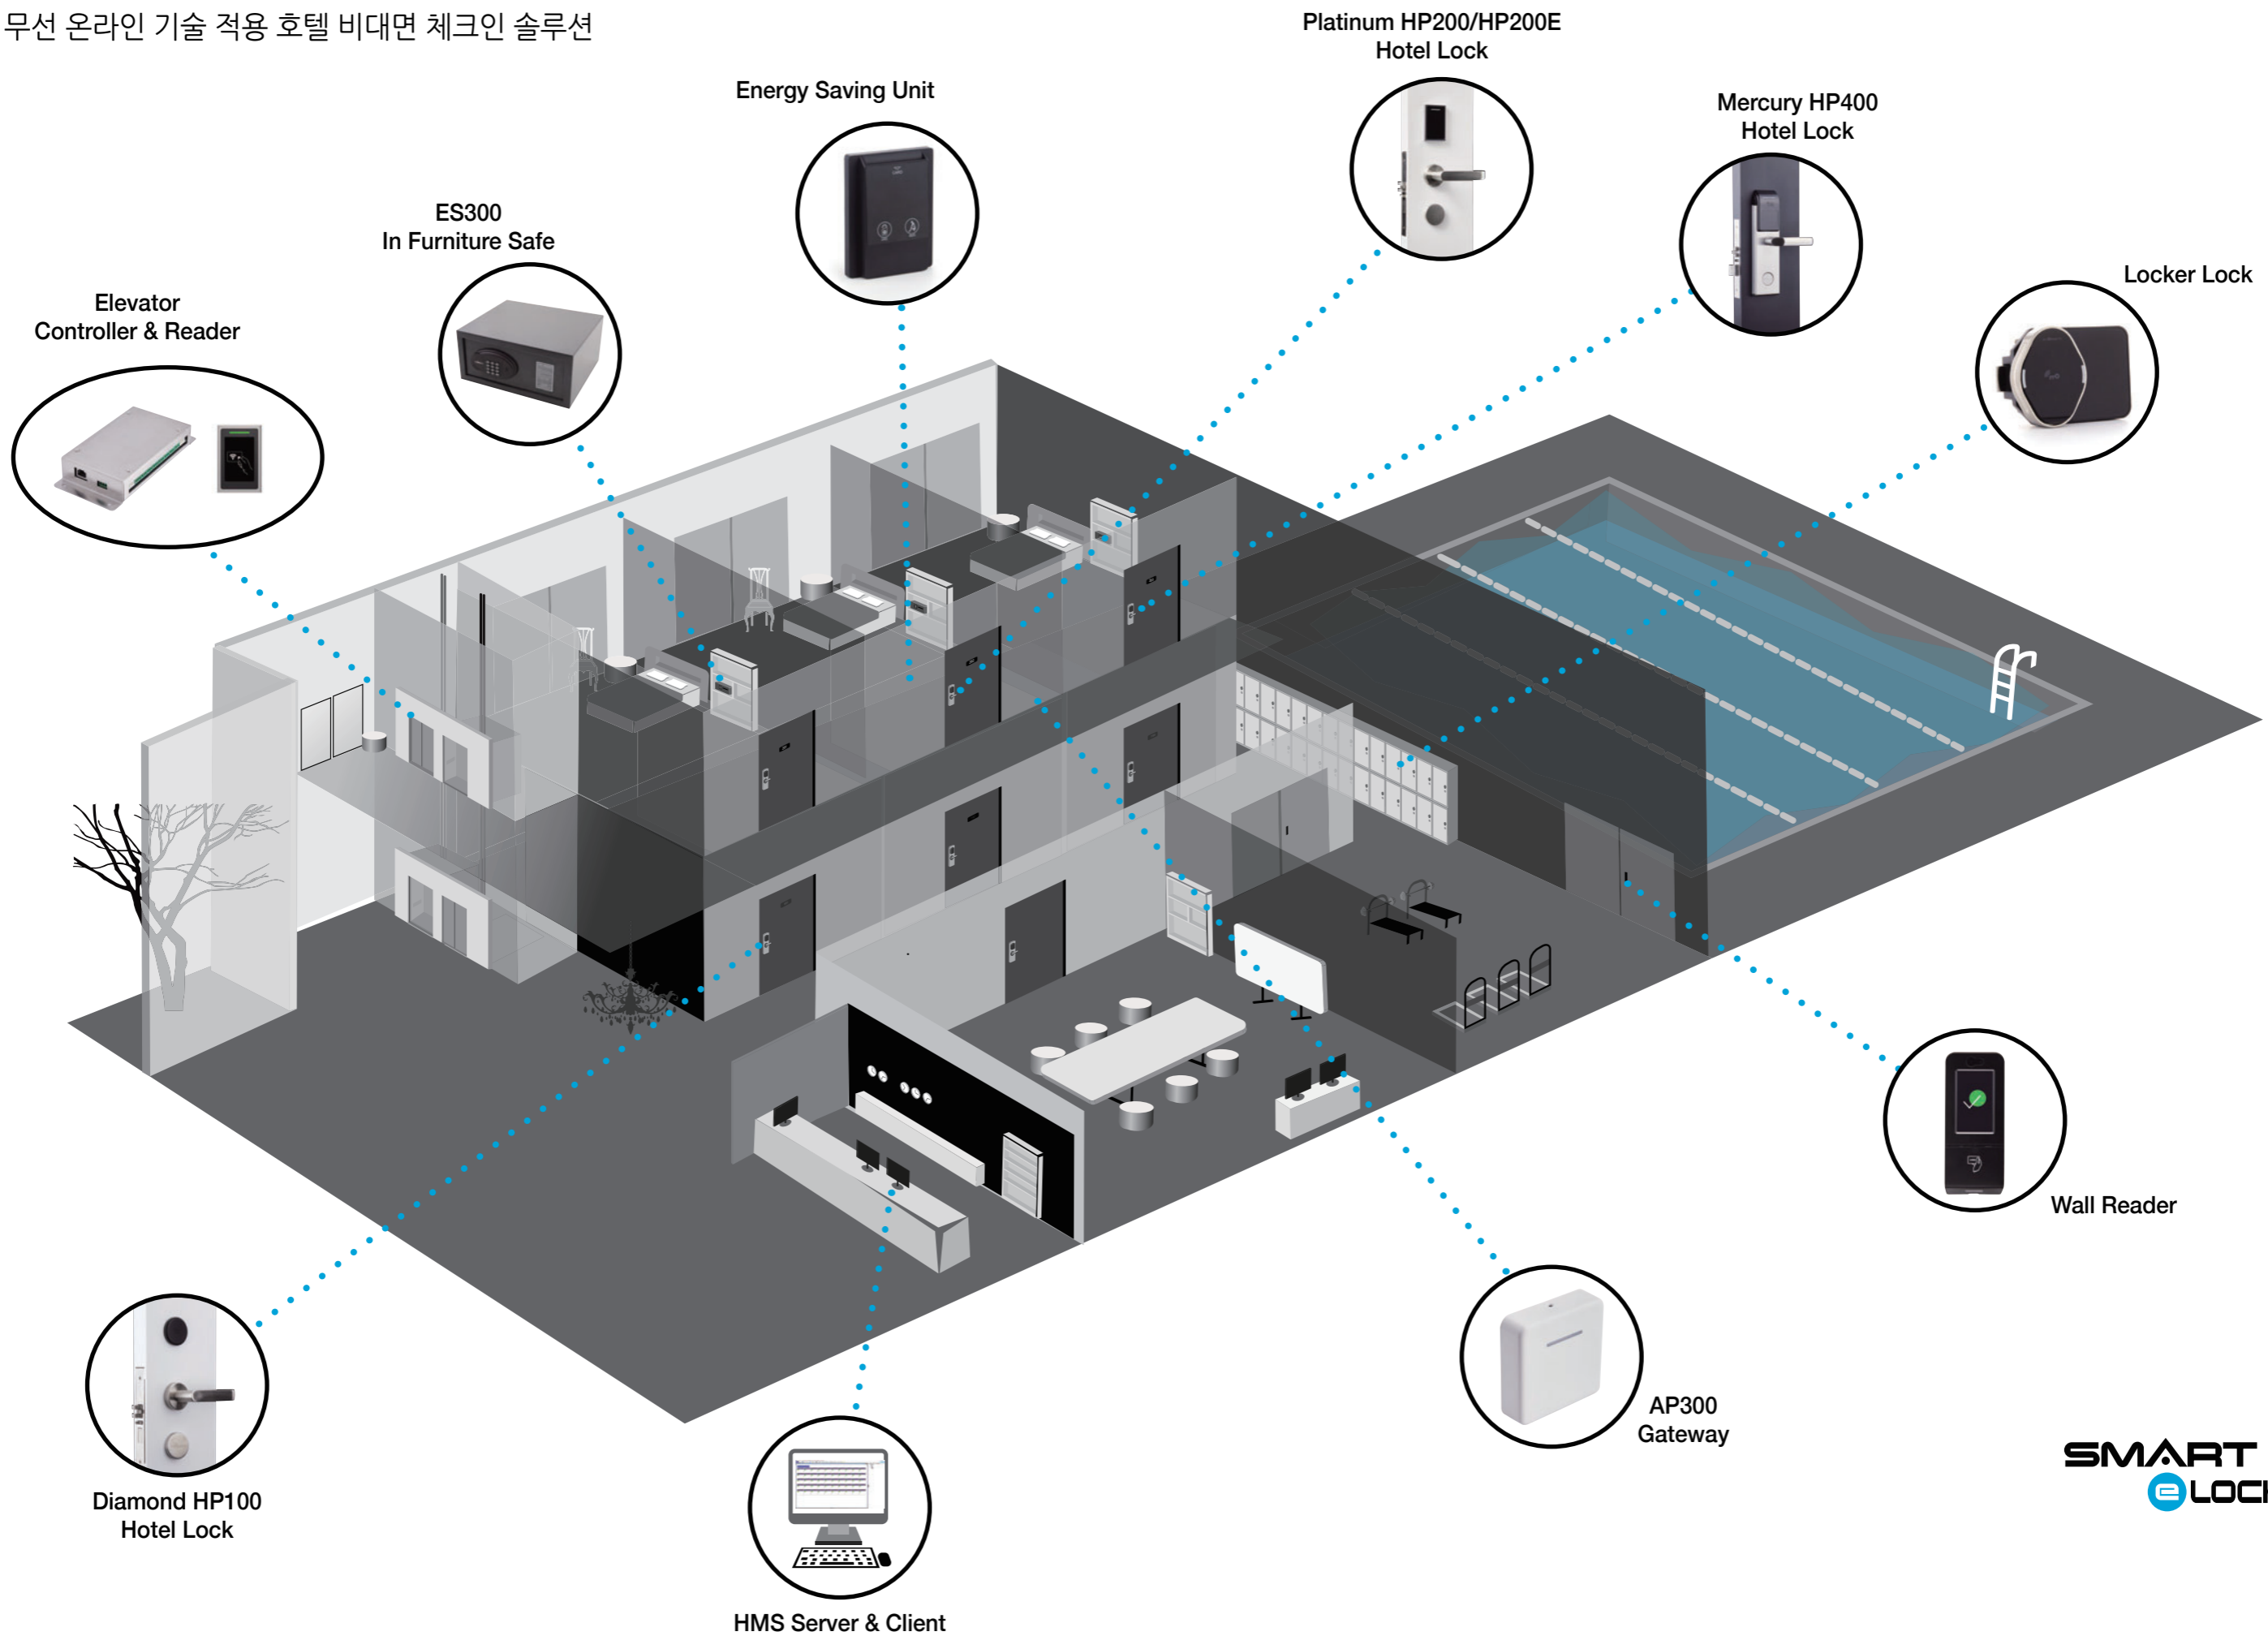 무선 온라인 기술 적용 호텔 비대면 체크인 솔루션
Platinum HP200/HP200E
Hotel Lock
Energy Saving Unit
Mercury HP400
Hotel Lock
ES300
In Furniture Safe
Locker Lock
Elevator
Controller & Reader
Wall Reader
AP300
Gateway
SMART
e LOCK
Diamond HP100
Hotel Lock
HMS Server & Client